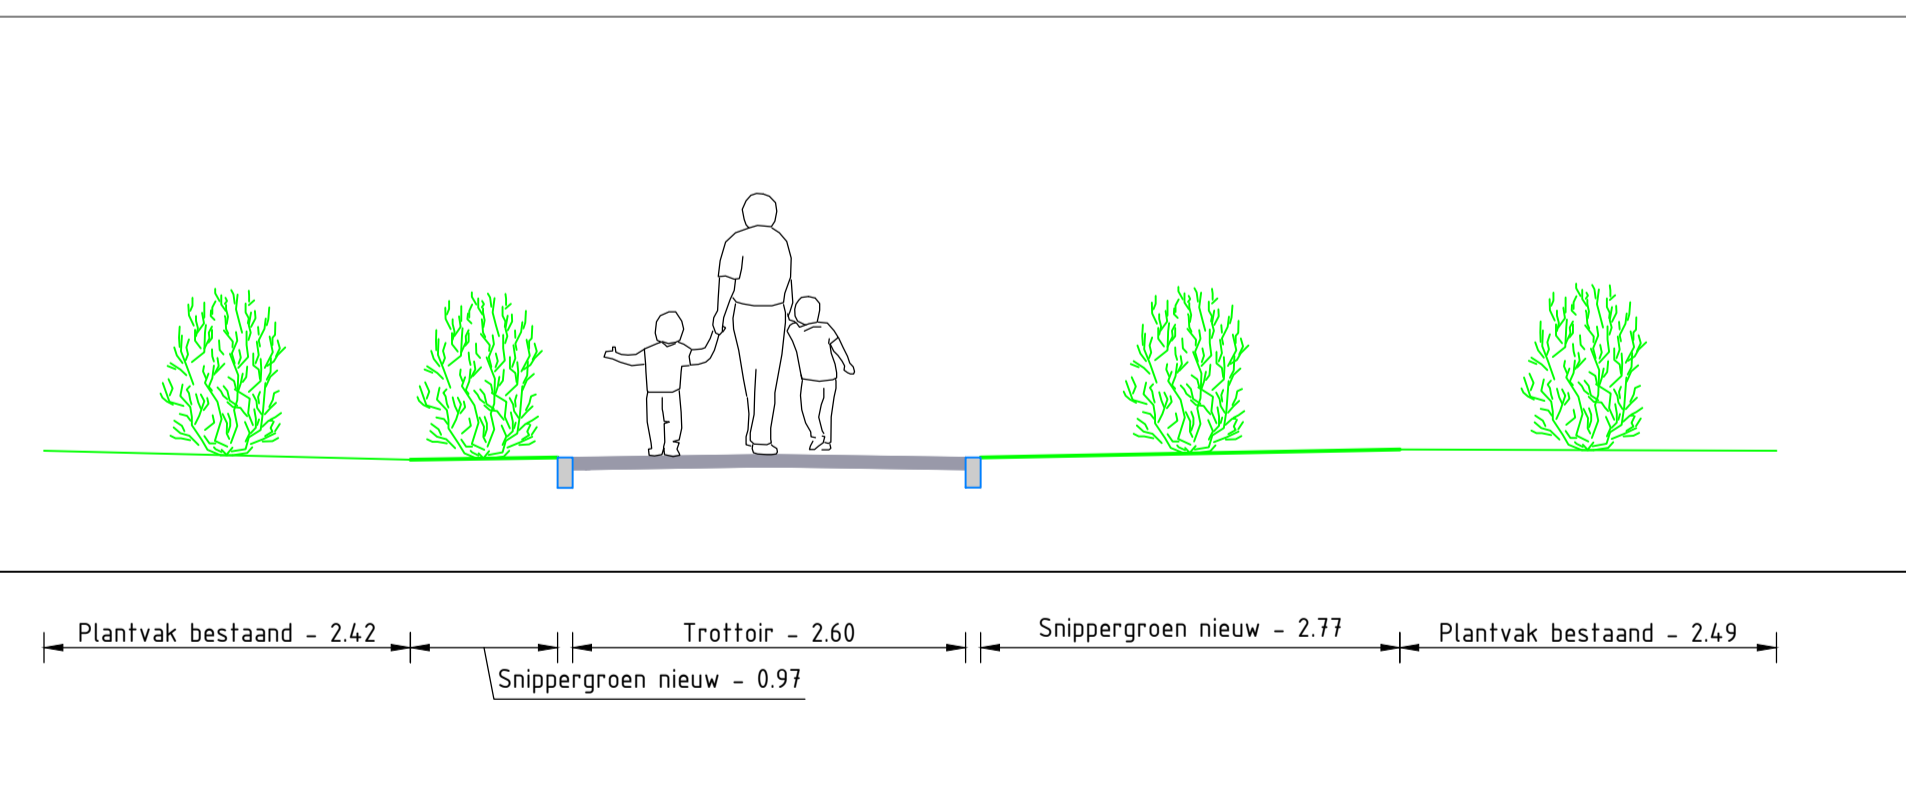 Plantvak bestaand - 2.42
Trottoir - 2.60
Snippergroen nieuw - 2.77
Plantvak bestaand - 2.49
Snippergroen nieuw - 0.97